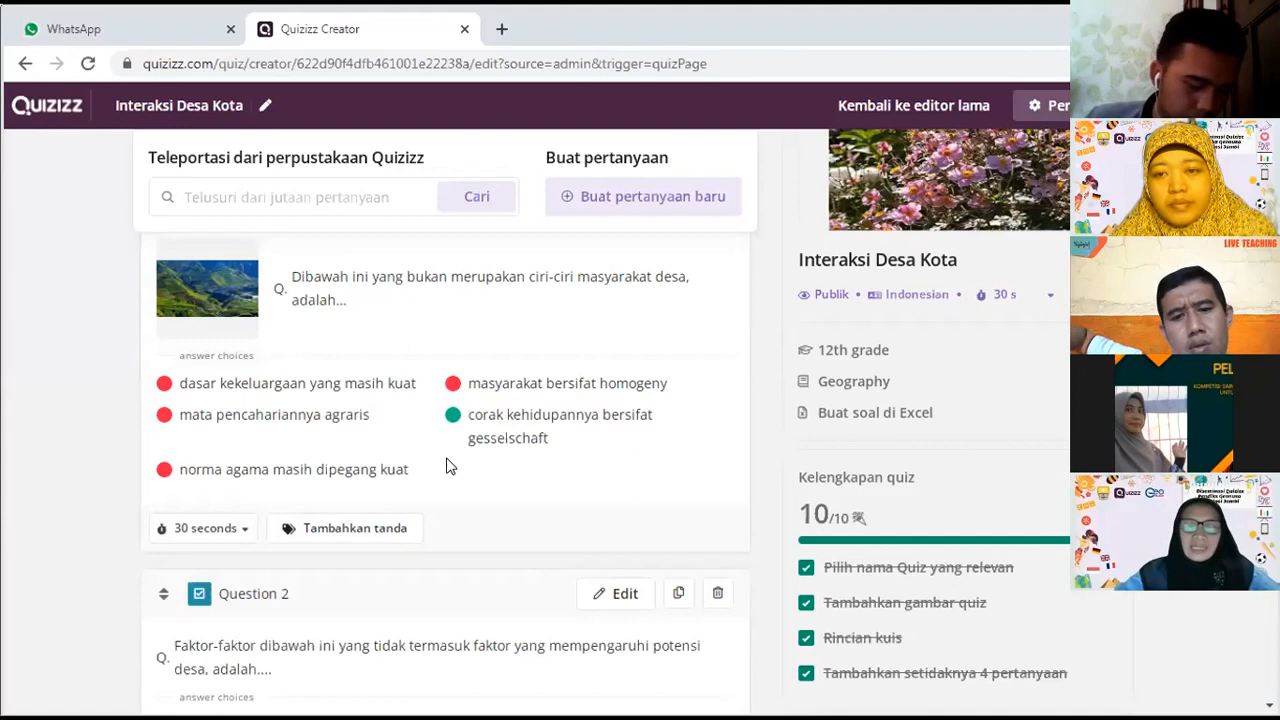 WhatsApp
Quizizz Creator
quizizz.com/quiz/creator/622d90f4dfb461001e22238a/edit?source=admin&trigger=quizPage
QUIZIZZ
Interaksi Desa Kota
Kembali ke editor lama
Teleportasi dari perpustakaan Quizizz
Buat pertanyaan
Telusuri dari jutaan pertanyaan
Cari
Buat pertanyaan baru
Q. Dibawah ini yang bukan merupakan ciri-ciri masyarakat desa,
adalah...
answer choices
dasar kekeluargaan yang masih kuat
masyarakat bersifat homogeny
mata pencahariannya agraris
corak kehidupannya bersifat
gesselschaft
norma agama masih dipegang kuat
30 seconds
Tambahkan tanda
Question 2
Edit
Q. Faktor-faktor dibawah ini yang tidak termasuk faktor yang mempengaruhi potensi
desa, adalah....
answer choices
Interaksi Desa Kota
Publik • Indonesian • 30 s
12th grade
Geography
Buat soal di Excel
Kelengkapan quiz
10/10
Pilih nama Quiz yang relevan
Tambahkan gambar quiz
Rincian kuis
Tambahkan setidaknya 4 pertanyaan
LIVE TEACHING
PEL